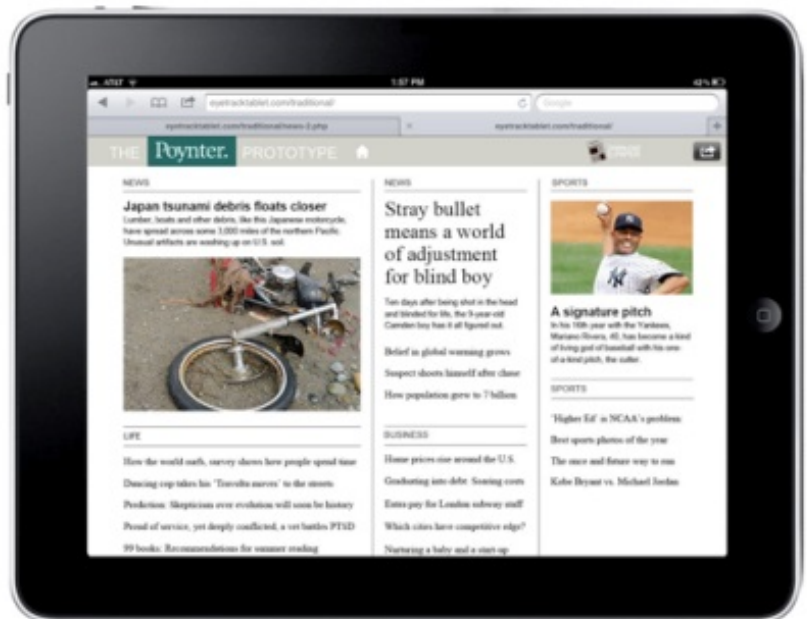 AT&T
1:57 PM
42%
eyetracktablet.com/traditional/
Google
eyetracktablet.com/traditional/news-2.php
eyetracktablet.com/traditional/
THE Poynter. PROTOTYPE
NEWS
Japan tsunami debris floats closer
Lumber, boats and other debris, like this Japanese motorcycle,
have spread across some 3,000 miles of the northern Pacific.
Unusual artifacts are washing up on U.S. soil.
LIFE
How the world eats, survey shows how people spend time
Dancing cop takes his 'Travolta moves' to the streets
Prediction: Skepticism over evolution will soon be history
Proud of service, yet deeply conflicted, a vet battles PTSD
99 books: Recommendations for summer reading
NEWS
Stray bullet
means a world
of adjustment
for blind boy
Ten days after being shot in the head
and blinded for life, the 9-year-old
Camden boy has it all figured out.
Belief in global warming grows
Suspect shoots himself after chase
How population grew to 7 billion
BUSINESS
Home prices rise around the U.S.
Graduating into debt: Soaring costs
Extra pay for London subway staff
Which cities have competitive edge?
Nurturing a baby and a start-up
SPORTS
NY
A signature pitch
In his 16th year with the Yankees,
Mariano Rivera, 40, has become a kind
of living god of baseball with his one-
of-a-kind pitch, the cutter.
SPORTS
'Higher Ed' is NCAA's problem
Best sports photos of the year
The once and future way to run
Kobe Bryant vs. Michael Jordan